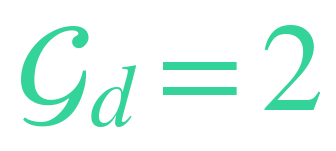 𝒢_d = 2